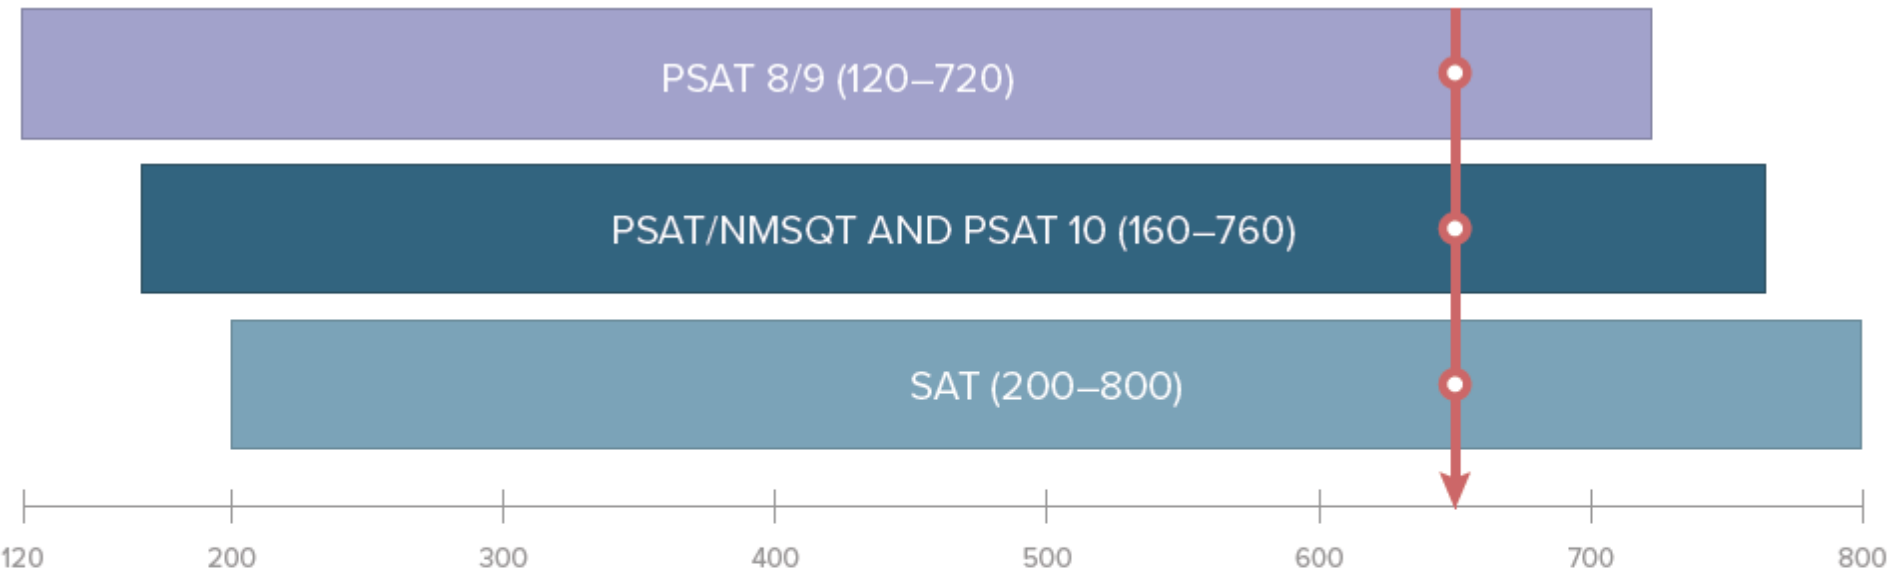 PSAT 8/9 (120–720)
PSAT/NMSQT AND PSAT 10 (160–760)
SAT (200–800)
120 200 300 400 500 600 700 800